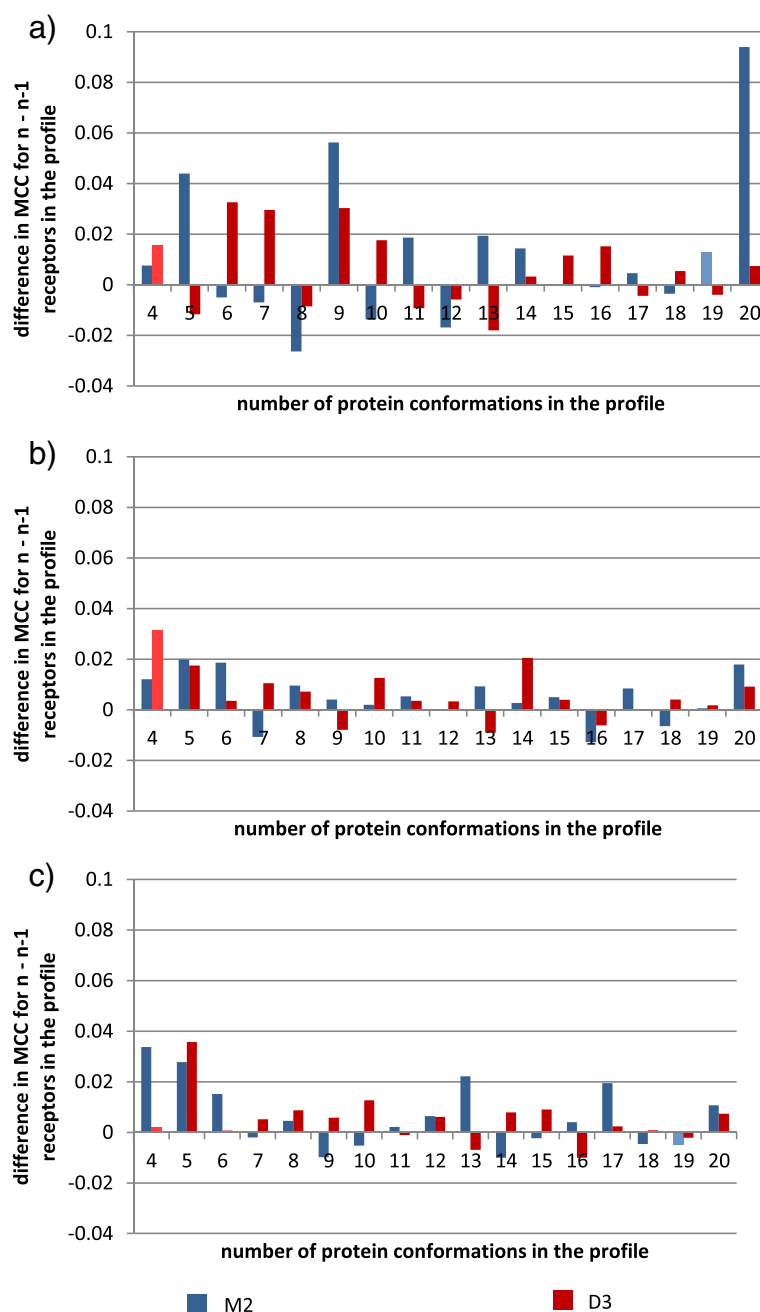 a)
difference in MCC for n - n-1
receptors in the profile
0.1
0.08
0.06
0.04
0.02
0
-0.02
-0.04
4 5 6 7 8 9 10 11 12 13 14 15 16 17 18 19 20
number of protein conformations in the profile
b)
difference in MCC for n - n-1
receptors in the profile
0.1
0.08
0.06
0.04
0.02
0
-0.02
-0.04
4 5 6 7 8 9 10 11 12 13 14 15 16 17 18 19 20
number of protein conformations in the profile
c)
difference in MCC for n - n-1
receptors in the profile
0.1
0.08
0.06
0.04
0.02
0
-0.02
-0.04
4 5 6 7 8 9 10 11 12 13 14 15 16 17 18 19 20
number of protein conformations in the profile
M2 D3